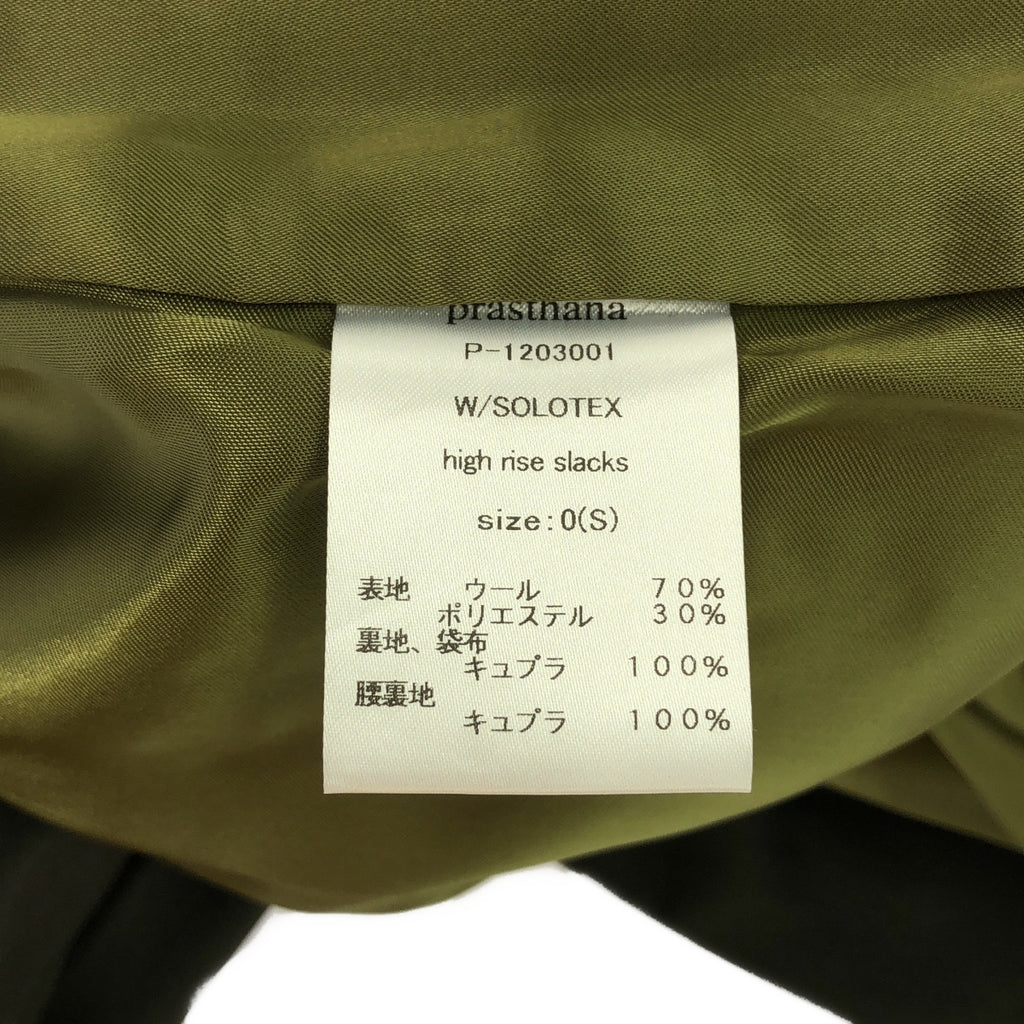 prasthana
P-1203001
W/SOLOTEX
high rise slacks
size:0(S)
表地 ウール 70%
ポリエステル 30%
裏地、袋布
キュプラ 100%
腰裏地
キュプラ 100%